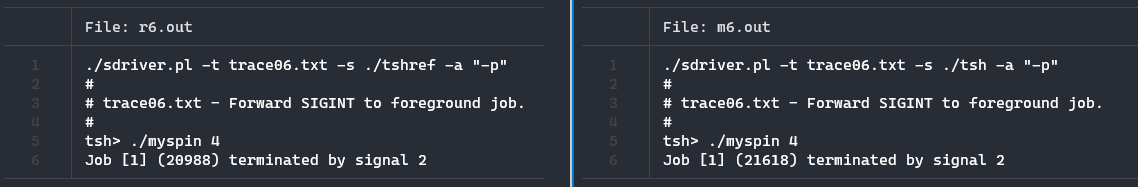 File: r6.out
1 ./sdriver.pl -t trace06.txt -s ./tshref -a "-p"
2 #
3 # trace06.txt - Forward SIGINT to foreground job.
4 #
5 tsh> ./myspin 4
6 Job [1] (20988) terminated by signal 2
File: m6.out
1 ./sdriver.pl -t trace06.txt -s ./tsh -a "-p"
2 #
3 # trace06.txt - Forward SIGINT to foreground job.
4 #
5 tsh> ./myspin 4
6 Job [1] (21618) terminated by signal 2